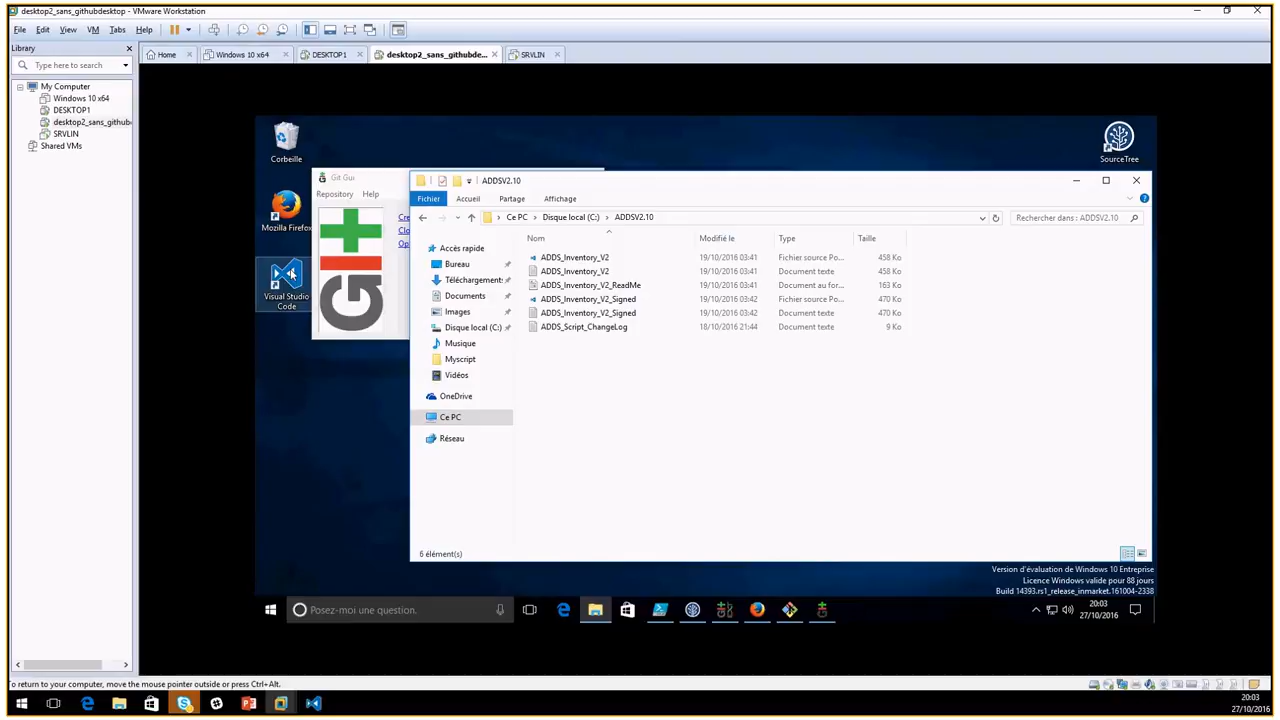 desktop2_sans_githubdesktop - VMware Workstation
File Edit View VM Tabs Help
Library
Type here to search
My Computer
Windows 10 x64
DESKTOP1
desktop2_sans_github
SRVLIN
Shared VMs
Home
Windows 10 x64
DESKTOP1
desktop2_sans_githubde...
SRVLIN
Corbeille
Mozilla Firefox
Visual Studio
Code
SourceTree
Git Gui
Repository Help
GIT
Cre
Clo
Op
ADDSV2.10
Fichier Accueil Partage Affichage
Ce PC Disque local (C:) ADDSV2.10
Rechercher dans : ADDSV2.10
Accès rapide
Bureau
Téléchargement:
Documents
Images
Disque local (C:)
Musique
Myscript
Vidéos
OneDrive
Ce PC
Réseau
Nom Modifié le Type Taille
ADDS_Inventory_V2 19/10/2016 03:41 Fichier source Po... 458 Ko
ADDS_Inventory_V2 19/10/2016 03:41 Document texte 458 Ko
ADDS_Inventory_V2_ReadMe 19/10/2016 03:41 Document au for... 163 Ko
ADDS_Inventory_V2_Signed 19/10/2016 03:42 Fichier source Po... 470 Ko
ADDS_Inventory_V2_Signed 19/10/2016 03:42 Document texte 470 Ko
ADDS_Script_ChangeLog 18/10/2016 21:44 Document texte 9 Ko
6 élément(s)
Version d'évaluation de Windows 10 Entreprise
Licence Windows valide pour 88 jours
Build 14393.rs1_release_inmarket.161004-2338
Posez-moi une question.
20:03
27/10/2016
To return to your computer, move the mouse pointer outside or press Ctrl+Alt.
20:03
27/10/2016